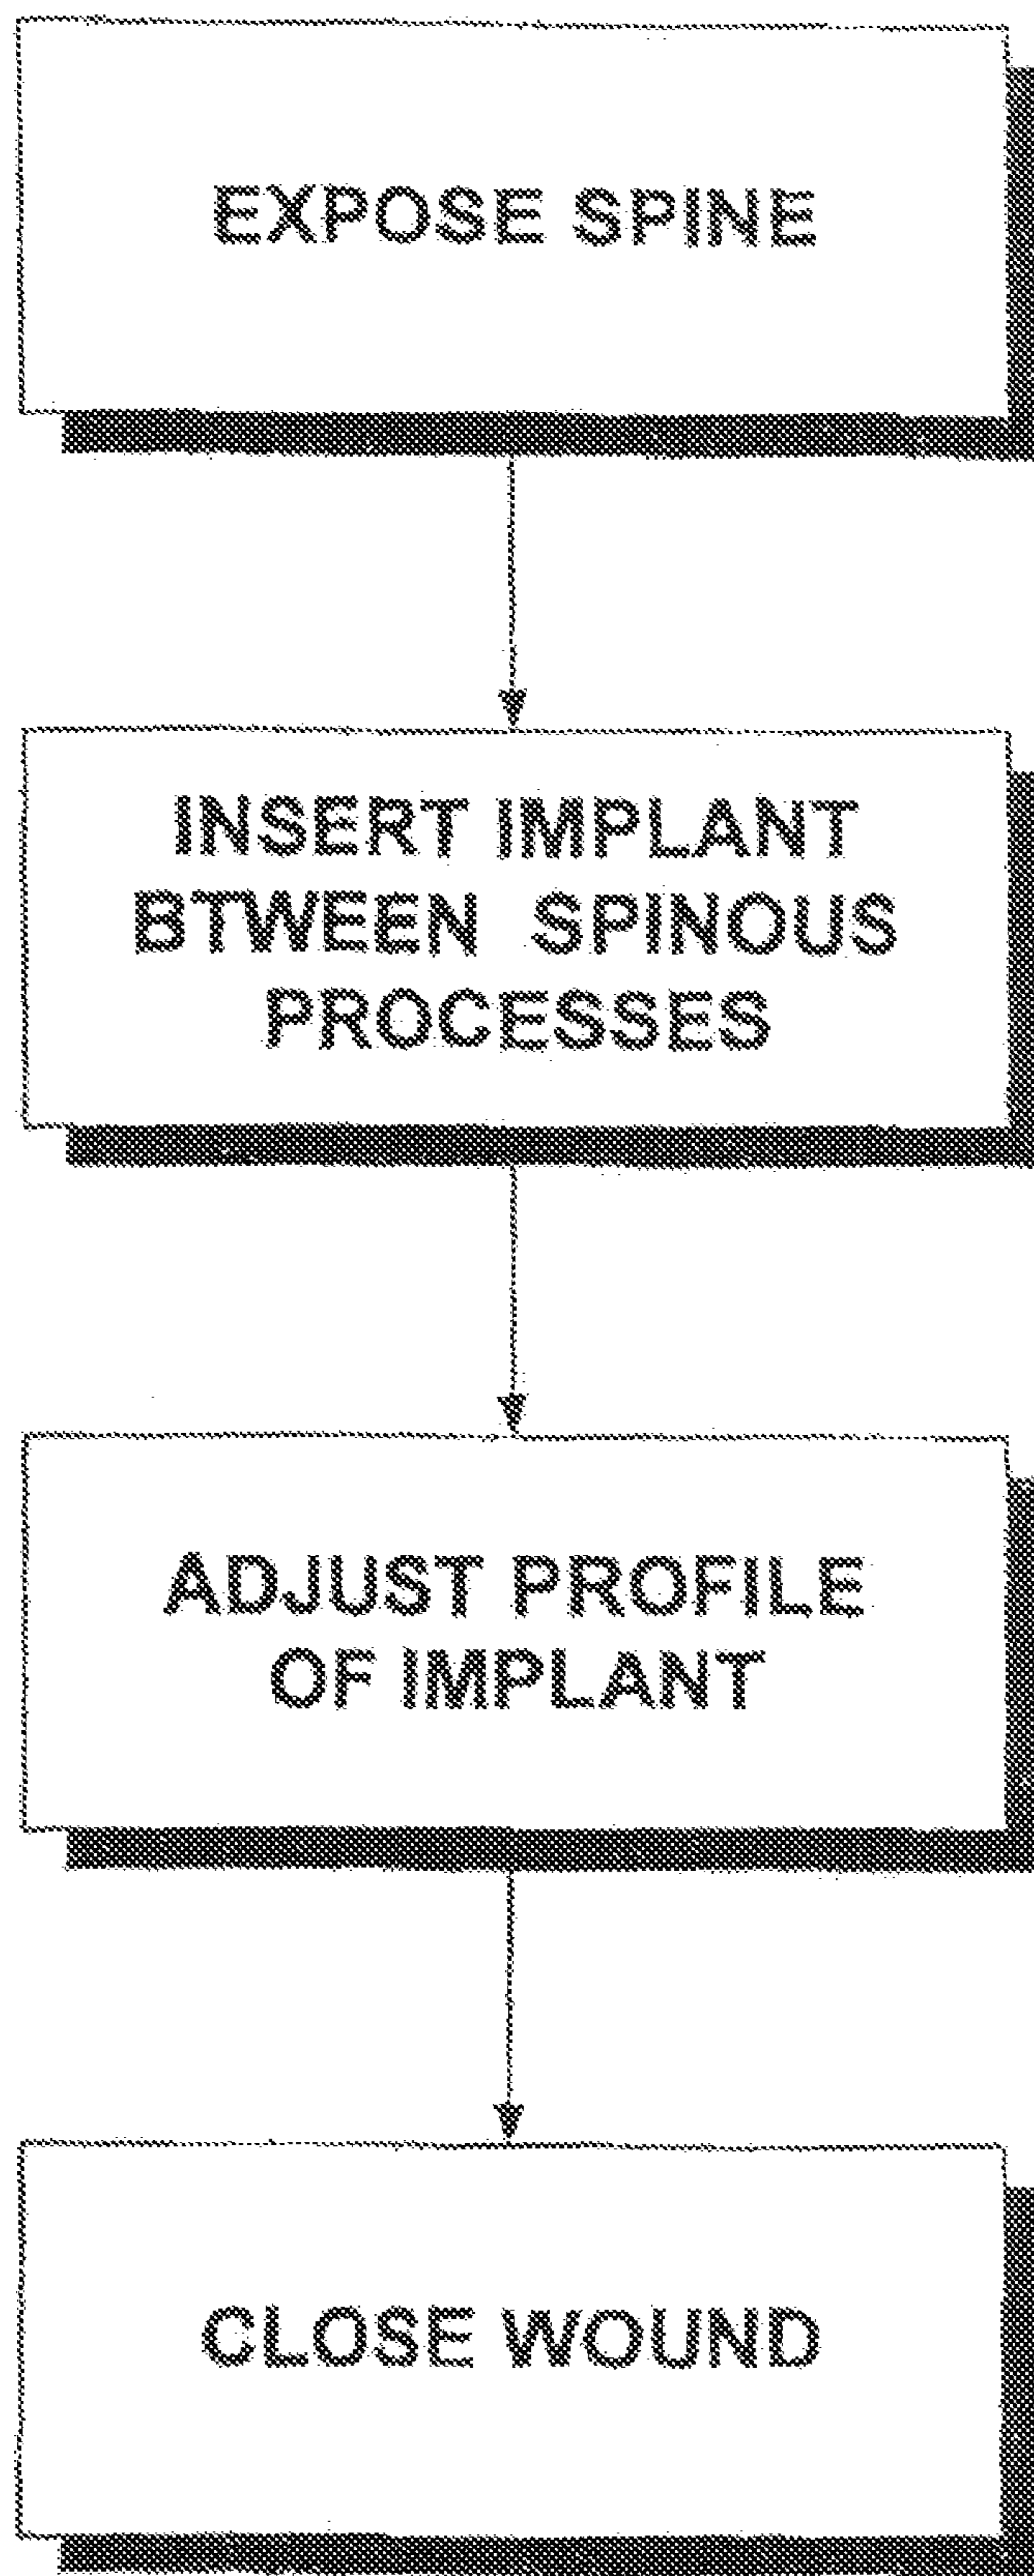 EXPOSE SPINE
INSERT IMPLANT
BTWEEN SPINOUS
PROCESSES
ADJUST PROFILE
OF IMPLANT
CLOSE WOUND